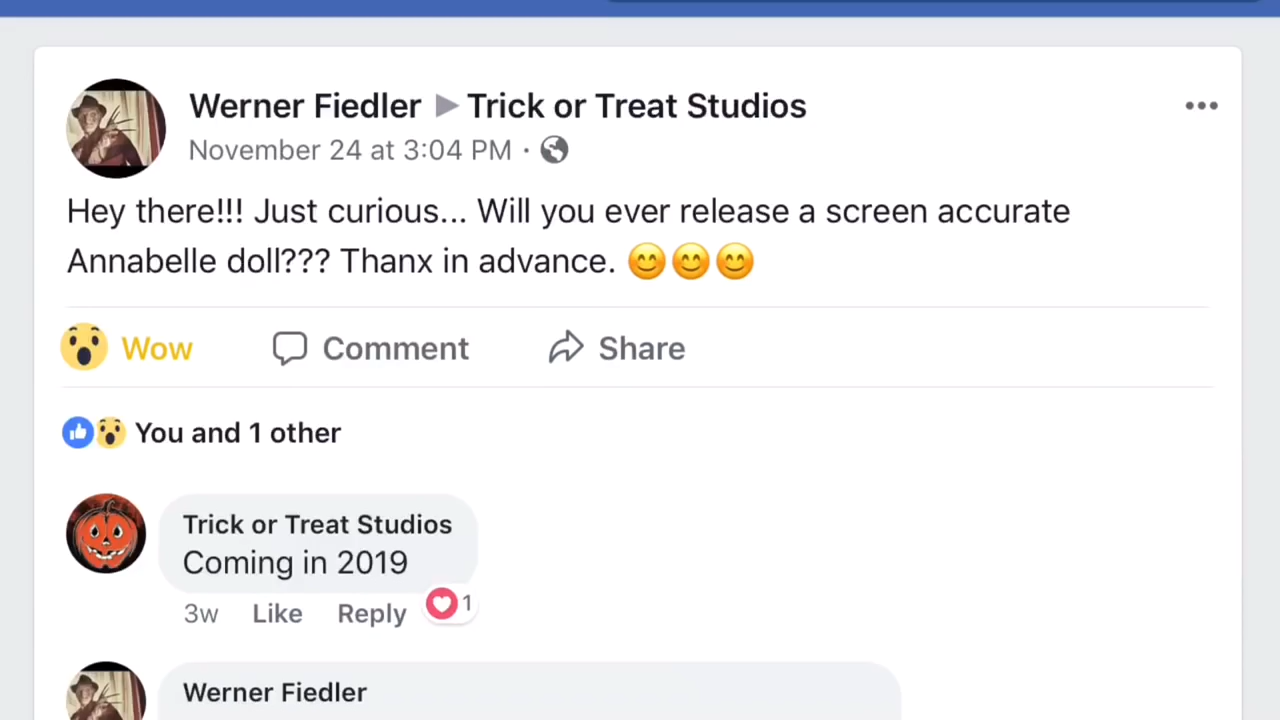 Werner Fiedler ▶ Trick or Treat Studios
November 24 at 3:04 PM ·
Hey there!!! Just curious... Will you ever release a screen accurate
Annabelle doll??? Thanx in advance. 😊😊😊
Wow Comment Share
You and 1 other
Trick or Treat Studios
Coming in 2019
3w Like Reply 1
Werner Fiedler